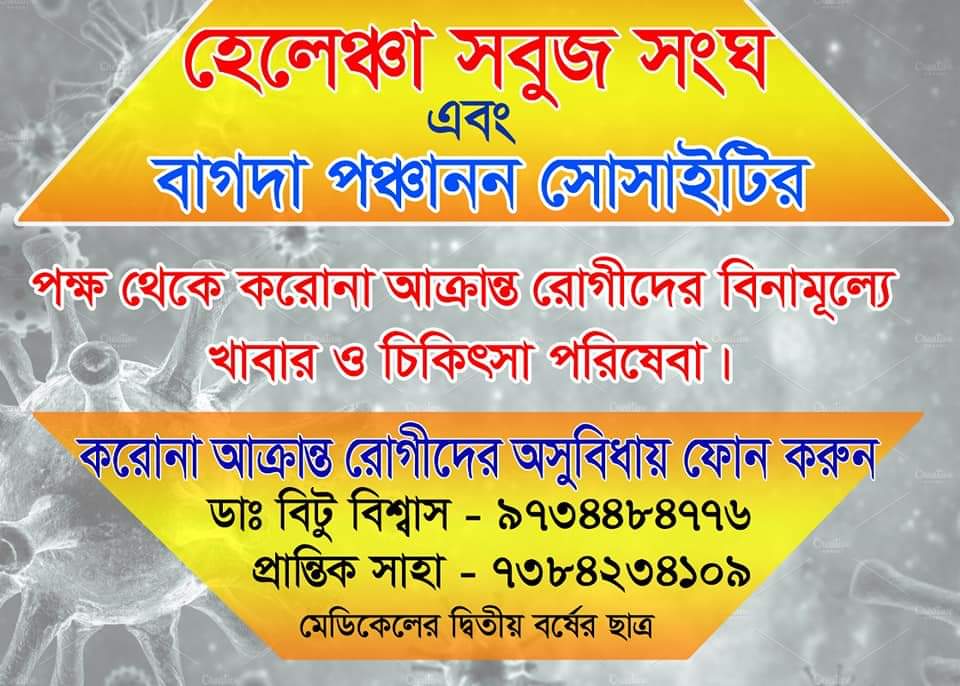 হেলেঞ্চা সবুজ সংঘ
এবং
বাগদা পঞ্চানন সোসাইটির
পক্ষ থেকে করোনা আক্রান্ত রোগীদের বিনামূল্যে
খাবার ও চিকিৎসা পরিষেবা।
করোনা আক্রান্ত রোগীদের অসুবিধায় ফোন করুন
ডাঃ বিটু বিশ্বাস - ৯৭৩৪৪৮৪৭৭৬
প্রান্তিক সাহা - ৭৩৮৪২৩৪১০৯
মেডিকেলের দ্বিতীয় বর্ষের ছাত্র